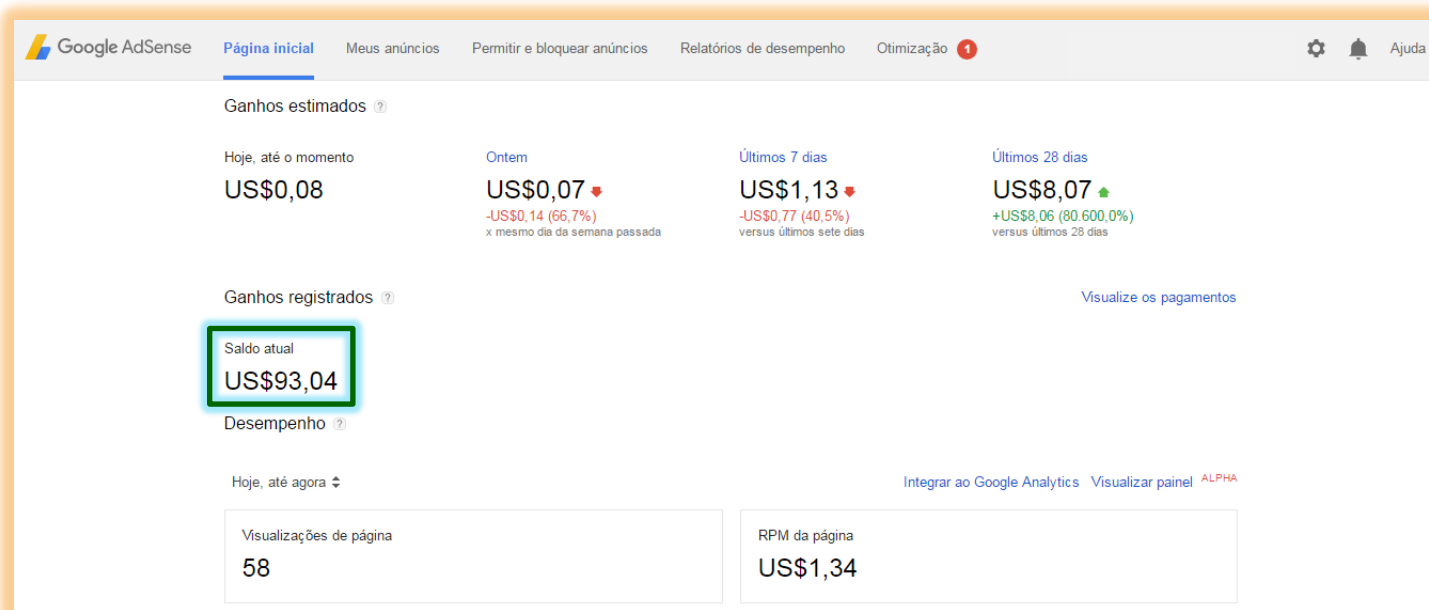 Google AdSense Página inicial Meus anúncios Permitir e bloquear anúncios Relatórios de desempenho Otimização 1 Ajuda
Ganhos estimados ?
Hoje, até o momento Ontem Últimos 7 dias Últimos 28 dias
US$0,08 US$0,07 US$1,13 US$8,07
-US$0,14 (66,7%) -US$0,77 (40,5%) +US$8,06 (80.600,0%)
x mesmo dia da semana passada versus últimos sete dias versus últimos 28 dias
Ganhos registrados ? Visualize os pagamentos
Saldo atual
US$93,04
Desempenho ?
Hoje, até agora Integrar ao Google Analytics Visualizar painel ALPHA
Visualizações de página RPM da página
58 US$1,34